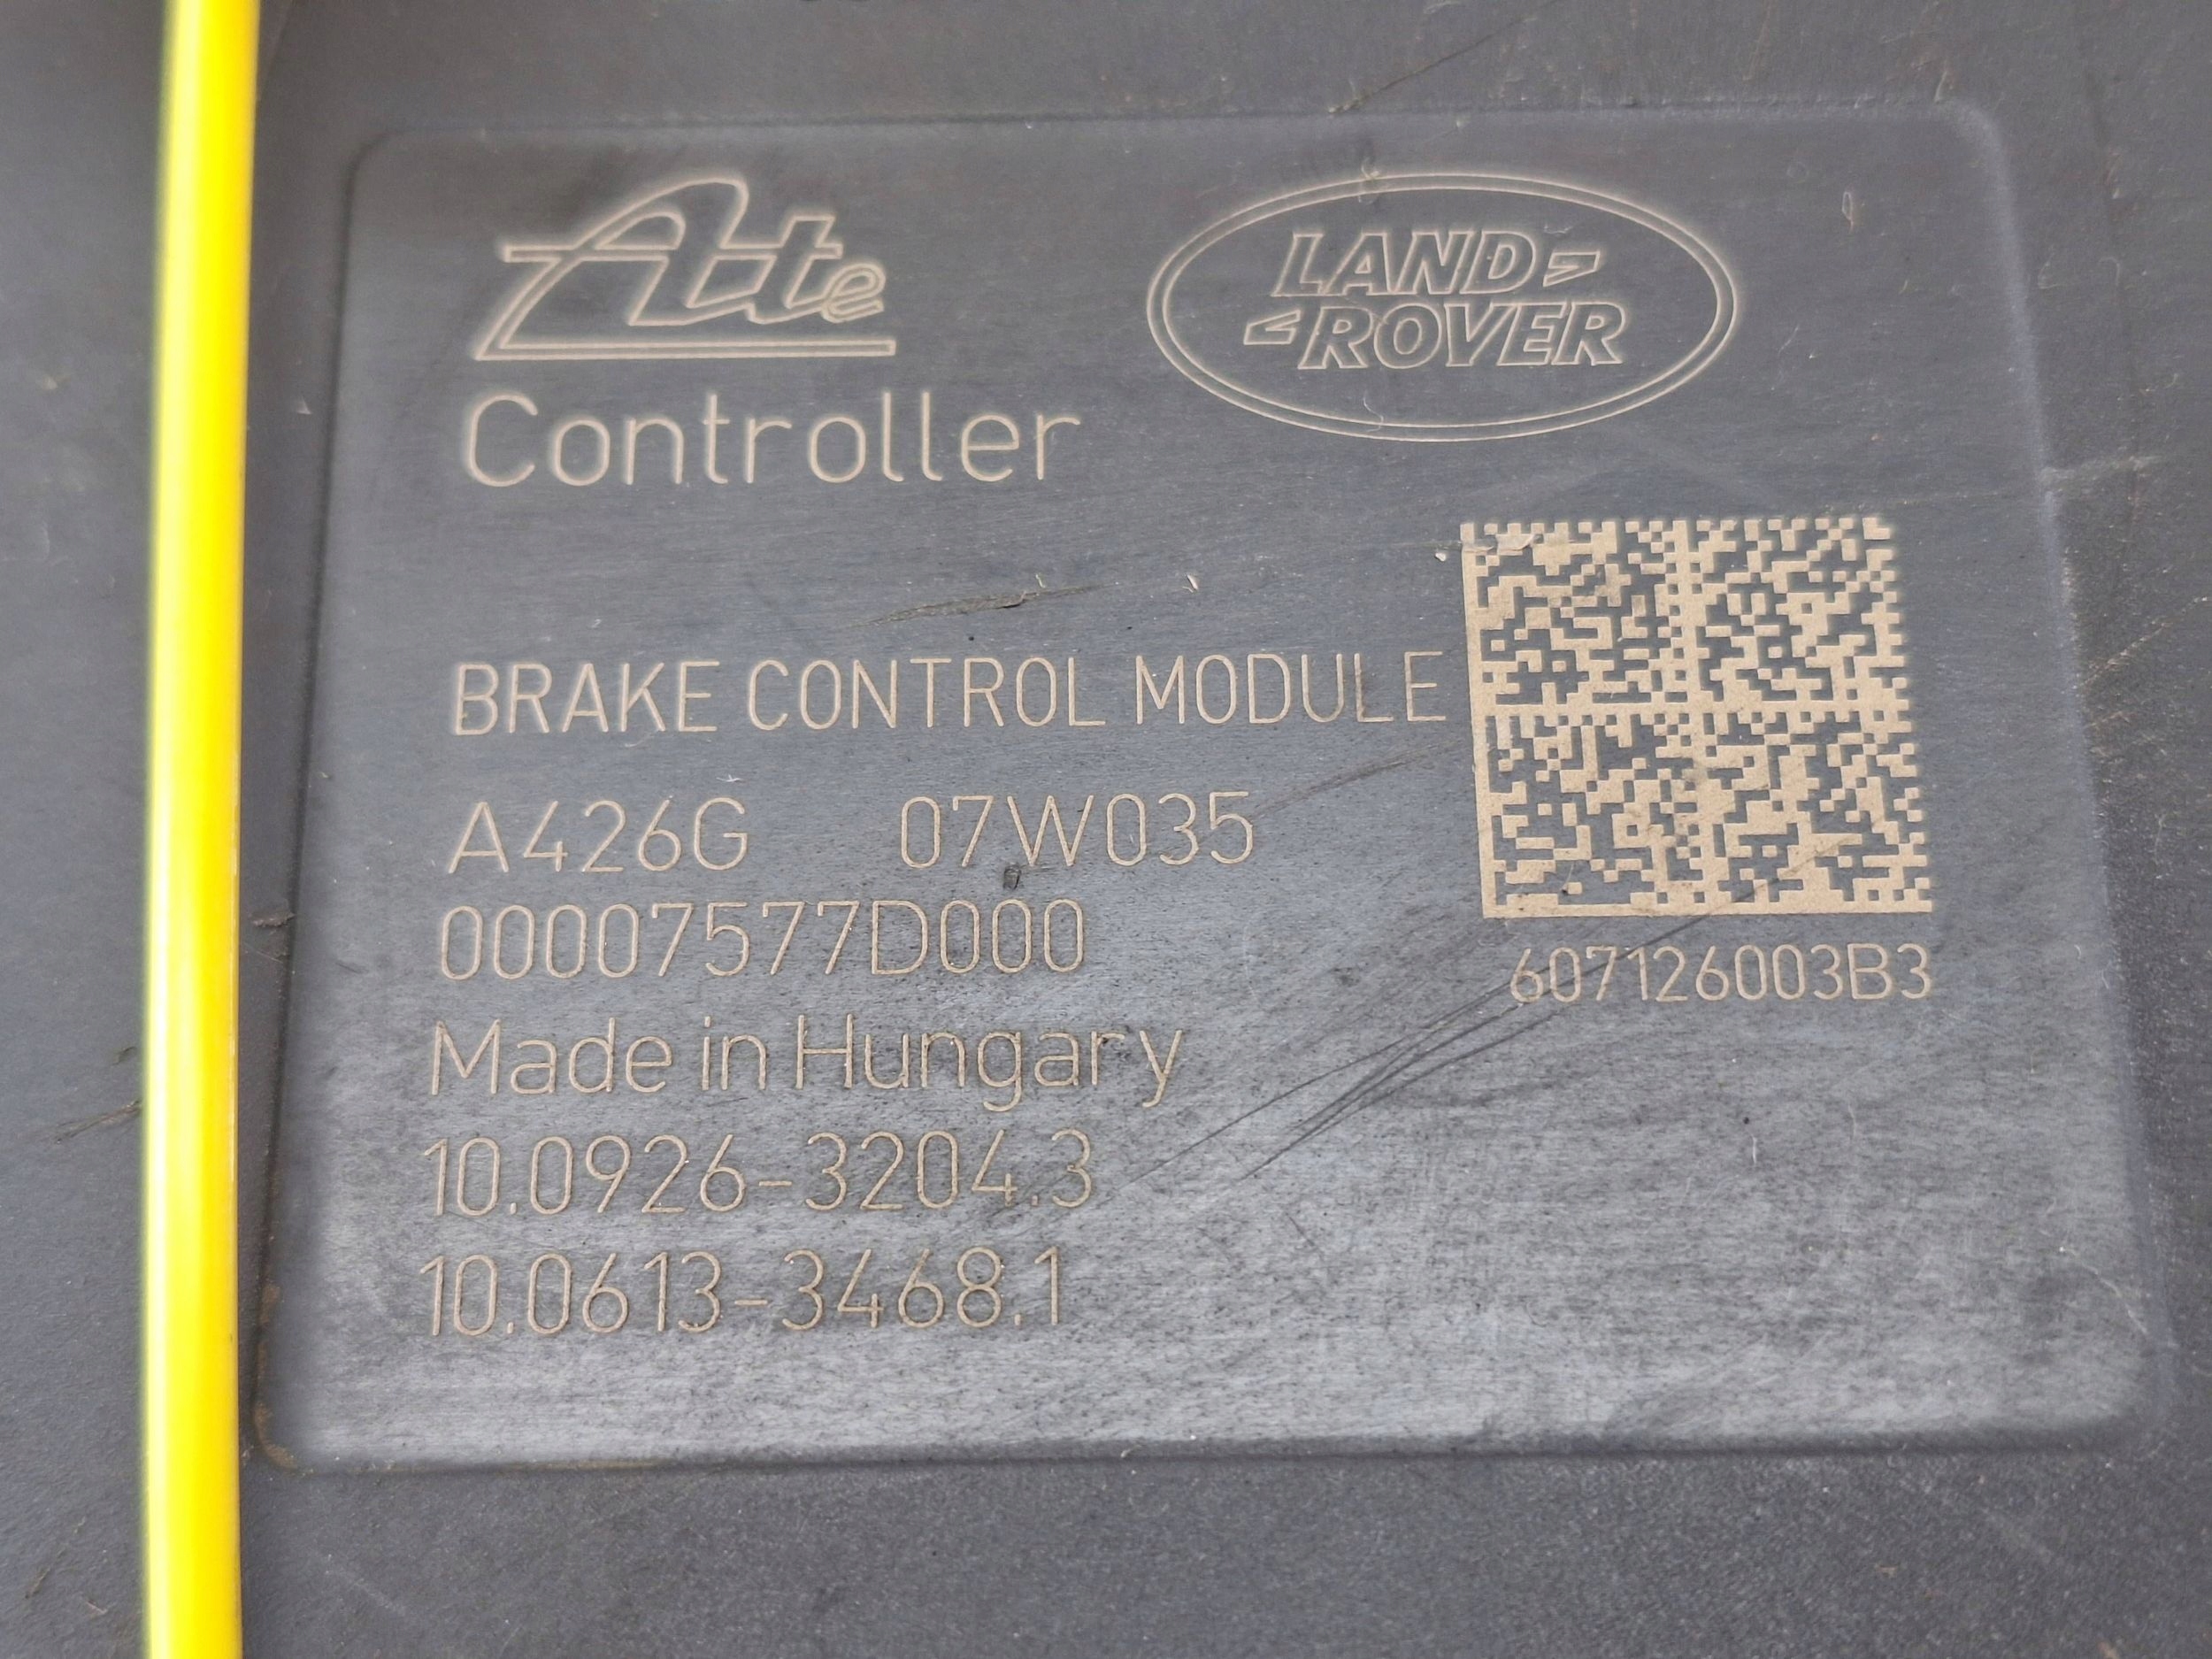 Ate
LAND
ROVER
Controller
BRAKE CONTROL MODULE
A426G 07W035
00007577D000
607126003B3
Made in Hungary
10.0926-3204.3
10.0613-3468.1